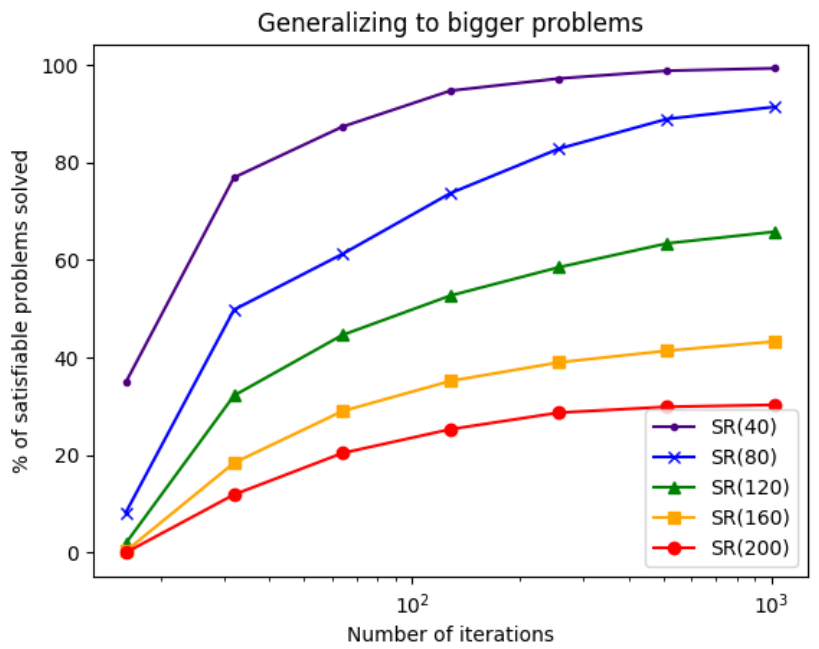 Generalizing to bigger problems
% of satisfiable problems solved
100
80
60
40
20
0
10²
10³
Number of iterations
SR(40)
SR(80)
SR(120)
SR(160)
SR(200)